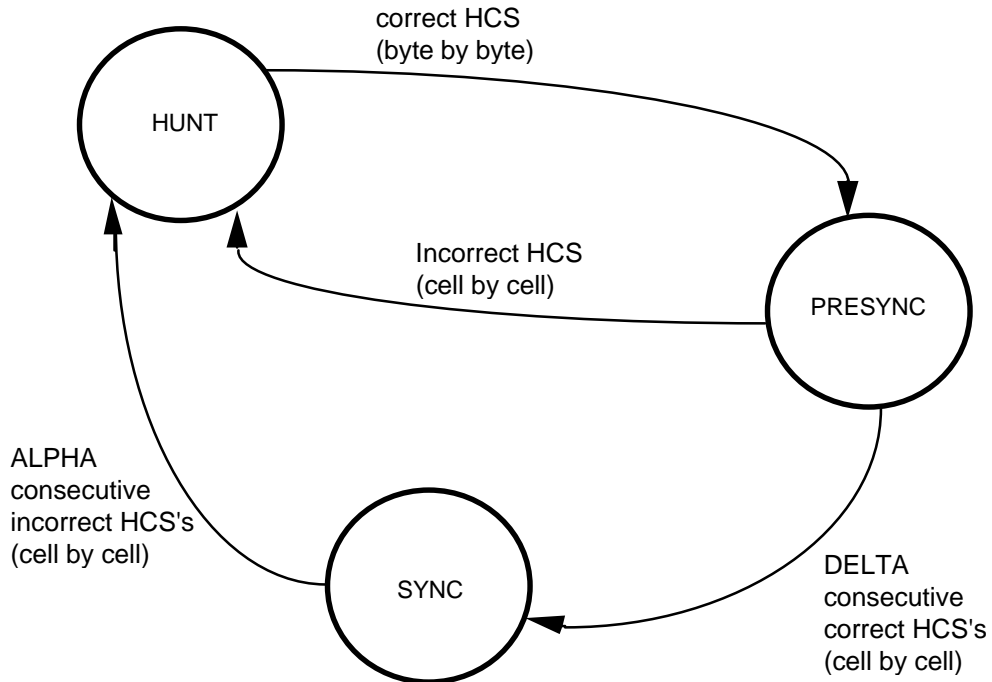 correct HCS
(byte by byte)
HUNT
Incorrect HCS
(cell by cell)
PRESYNC
ALPHA
consecutive
incorrect HCS's
(cell by cell)
SYNC
DELTA
consecutive
correct HCS's
(cell by cell)